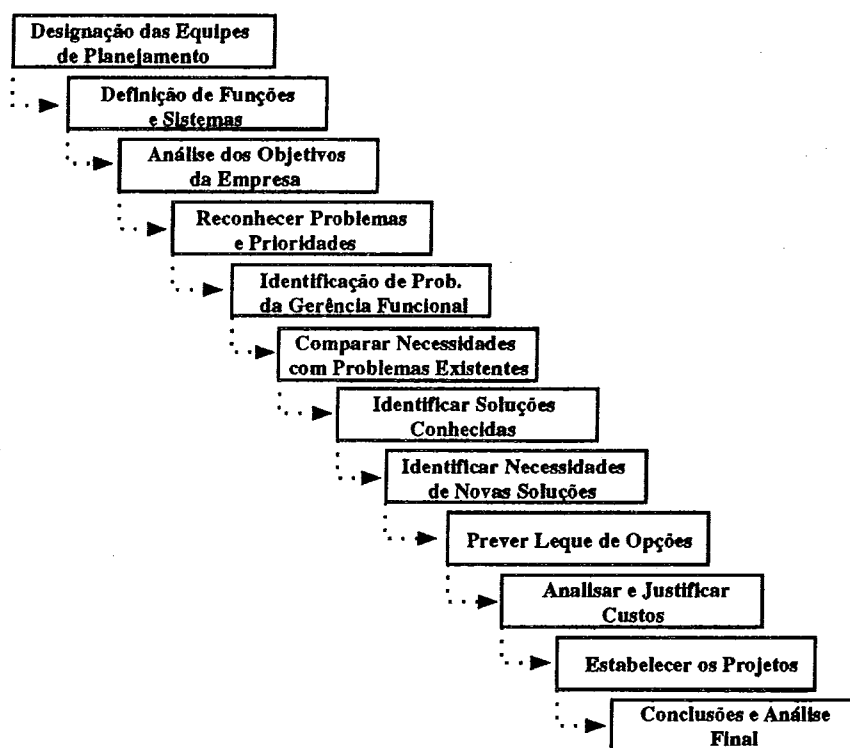 Designação das Equipes
de Planejamento
Definição de Funções
e Sistemas
Análise dos Objetivos
da Empresa
Reconhecer Problemas
e Prioridades
Identificação de Prob.
da Gerência Funcional
Comparar Necessidades
com Problemas Existentes
Identificar Soluções
Conhecidas
Identificar Necessidades
de Novas Soluções
Prever Leque de Opções
Analisar e Justificar
Custos
Estabelecer os Projetos
Conclusões e Análise
Final